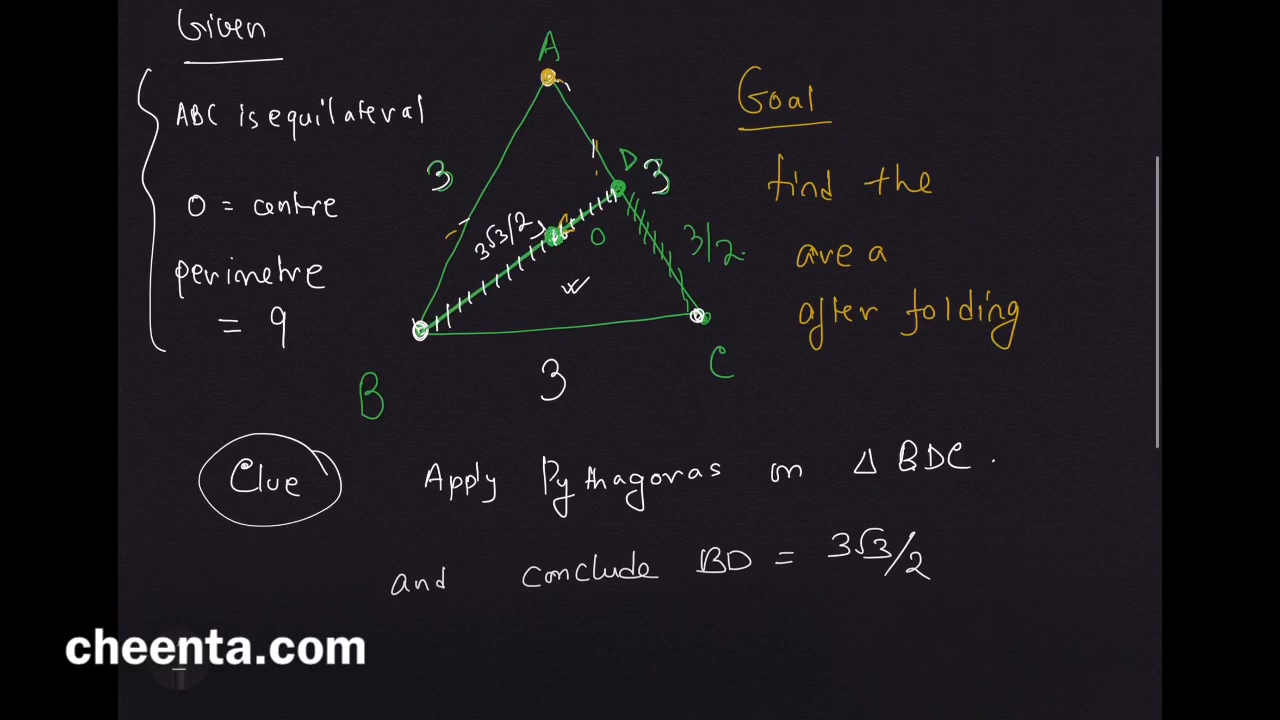 Given
ABC is equilateral
O = centre
perimetre
= 9
A
3
D
3
3√3/2
O
3/2
B
3
C
Goal
find the
area
after folding
Clue
Apply Pythagoras on Δ BDC.
and conclude BD = 3√3/2
cheenta.com